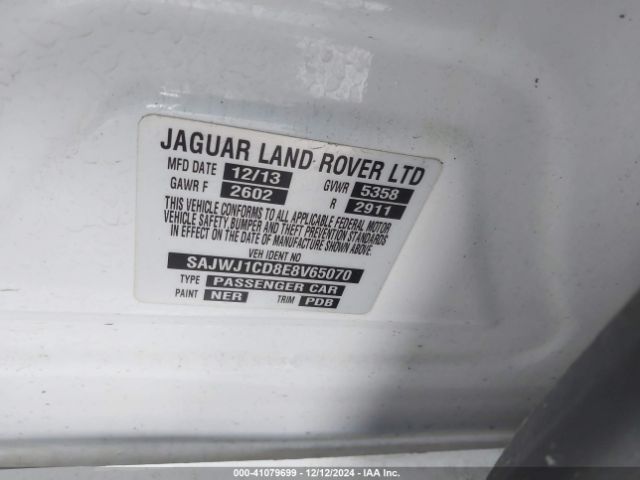 JAGUAR LAND ROVER LTD
MFD DATE 12/13 GVWR 5358
GAWR F 2602 R 2911
THIS VEHICLE CONFORMS TO ALL APPLICABLE FEDERAL MOTOR
VEHICLE SAFETY, BUMPER AND THEFT PREVENTION STANDARDS
IN EFFECT ON THE DATE OF MANUFACTURE SHOWN ABOVE.
VEH IDENT NO
SAJWJ1CD8E8V65070
TYPE PASSENGER CAR
PAINT NER TRIM PDB
000-41079699 - 12/12/2024 - IAA Inc.